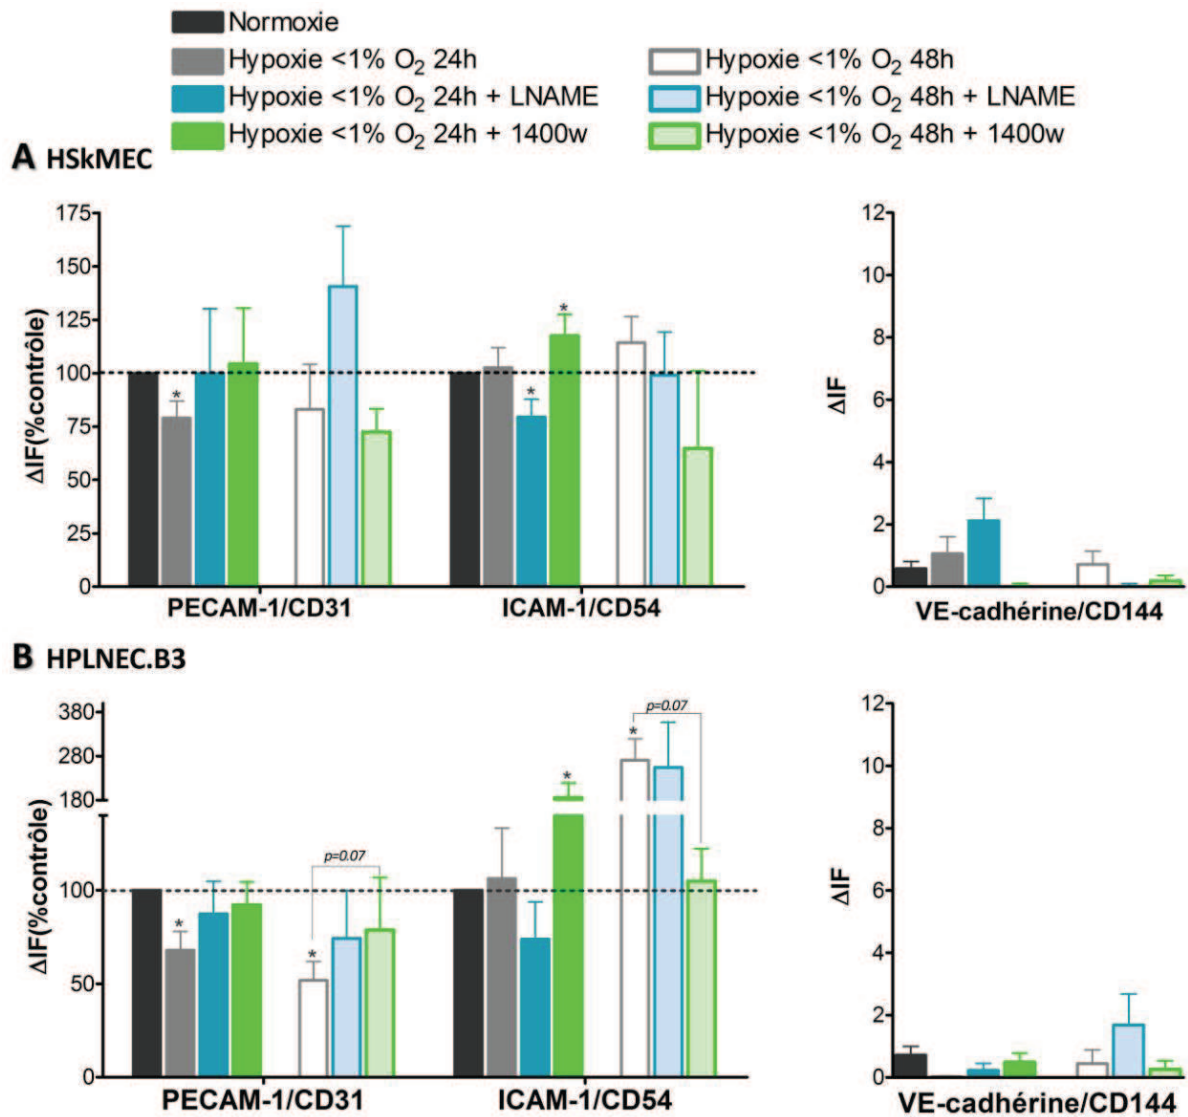 Normoxie
Hypoxie <1% O2 24h
Hypoxie <1% O2 48h
Hypoxie <1% O2 24h + LNAME
Hypoxie <1% O2 48h + LNAME
Hypoxie <1% O2 24h + 1400w
Hypoxie <1% O2 48h + 1400w
A HSkMEC
ΔIF(%contrôle)
175
150
125
100
75
50
25
0
*
*
*
PECAM-1/CD31
ICAM-1/CD54
ΔIF
12
10
8
6
4
2
0
VE-cadhérine/CD144
B HPLNEC.B3
ΔIF(%contrôle)
380
280
180
100
50
0
*
p=0.07
*
*
*
p=0.07
PECAM-1/CD31
ICAM-1/CD54
ΔIF
12
10
8
6
4
2
0
VE-cadhérine/CD144